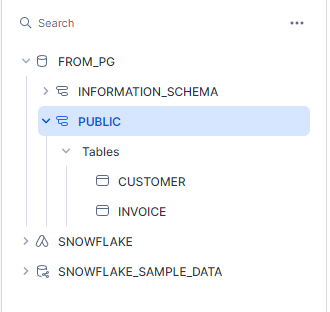 Search
FROM_PG
INFORMATION_SCHEMA
PUBLIC
Tables
CUSTOMER
INVOICE
SNOWFLAKE
SNOWFLAKE_SAMPLE_DATA